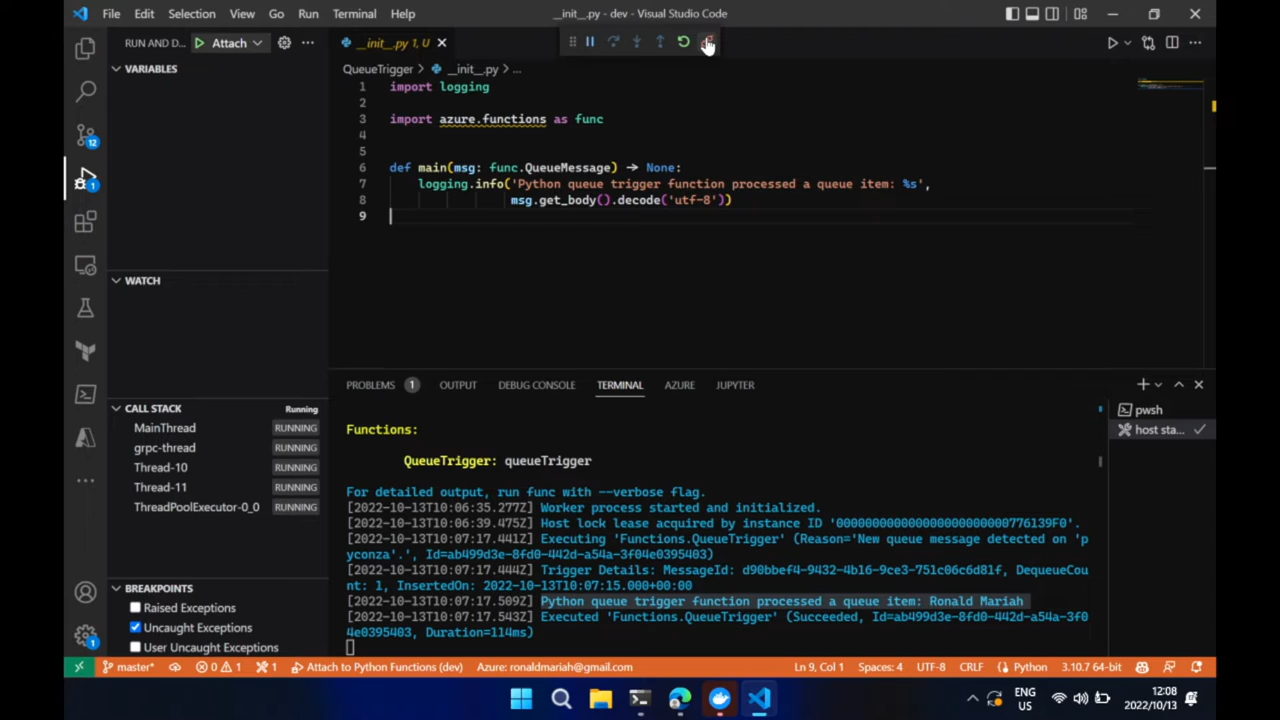 File Edit Selection View Go Run Terminal Help __init__.py - dev - Visual Studio Code
RUN AND D... Attach
__init__.py 1, U
QueueTrigger > __init__.py > ...
VARIABLES
WATCH
CALL STACK Running
MainThread RUNNING
grpc-thread RUNNING
Thread-10 RUNNING
Thread-11 RUNNING
ThreadPoolExecutor-0_0 RUNNING
BREAKPOINTS
Raised Exceptions
Uncaught Exceptions
User Uncaught Exceptions
12
1
1
1 import logging
2
3 import azure.functions as func
4
5
6 def main(msg: func.QueueMessage) -> None:
7 logging.info('Python queue trigger function processed a queue item: %s',
8 msg.get_body().decode('utf-8'))
9
PROBLEMS 1 OUTPUT DEBUG CONSOLE TERMINAL AZURE JUPYTER
pwsh
host sta...
Functions:
QueueTrigger: queueTrigger
For detailed output, run func with --verbose flag.
[2022-10-13T10:06:35.277Z] Worker process started and initialized.
[2022-10-13T10:06:39.475Z] Host lock lease acquired by instance ID '000000000000000000000000776139F0'.
[2022-10-13T10:07:17.441Z] Executing 'Functions.QueueTrigger' (Reason='New queue message detected on 'p
yconza'.', Id=ab499d3e-8fd0-442d-a54a-3f04e0395403)
[2022-10-13T10:07:17.444Z] Trigger Details: MessageId: d90bbef4-9432-4b16-9ce3-751c06c6d81f, DequeueCou
nt: 1, InsertedOn: 2022-10-13T10:07:15.000+00:00
[2022-10-13T10:07:17.509Z] Python queue trigger function processed a queue item: Ronald Mariah
[2022-10-13T10:07:17.543Z] Executed 'Functions.QueueTrigger' (Succeeded, Id=ab499d3e-8fd0-442d-a54a-3f0
4e0395403, Duration=114ms)
master* 0 1 1 Attach to Python Functions (dev) Azure: ronaldmariah@gmail.com Ln 9, Col 1 Spaces: 4 UTF-8 CRLF Python 3.10.7 64-bit
ENG
US
12:08
2022/10/13